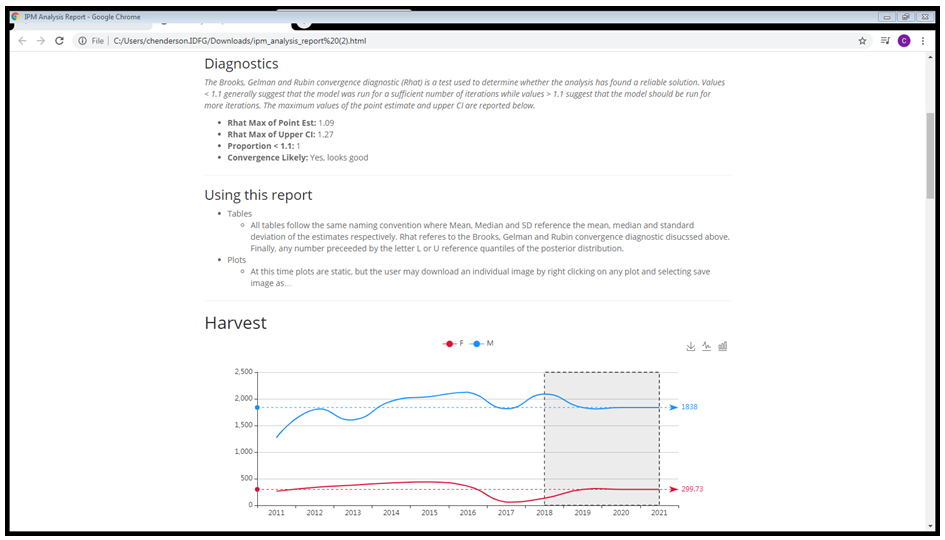 IPM Analysis Report - Google Chrome
File | C:/Users/chenderson.IDFG/Downloads/ipm_analysis_report%20(2).html
C
Diagnostics
The Brooks, Gelman and Rubin convergence diagnostic (Rhat) is a test used to determine whether the analysis has found a reliable solution. Values
< 1.1 generally suggest that the model was run for a sufficient number of iterations while values > 1.1 suggest that the model should be run for
more iterations. The maximum values of the point estimate and upper CI are reported below.
• Rhat Max of Point Est: 1.09
• Rhat Max of Upper CI: 1.27
• Proportion < 1.1: 1
• Convergence Likely: Yes, looks good
Using this report
• Tables
◦ All tables follow the same naming convention where Mean, Median and SD reference the mean, median and standard
deviation of the estimates respectively. Rhat referes to the Brooks, Gelman and Rubin convergence diagnostic disucssed above.
Finally, any number preceeded by the letter L or U reference quantiles of the posterior distribution.
• Plots
◦ At this time plots are static, but the user may download an individual image by right clicking on any plot and selecting save
image as...
Harvest
F M
2,500
2,000
1,500
1,000
500
0
1838
299.73
2011 2012 2013 2014 2015 2016 2017 2018 2019 2020 2021